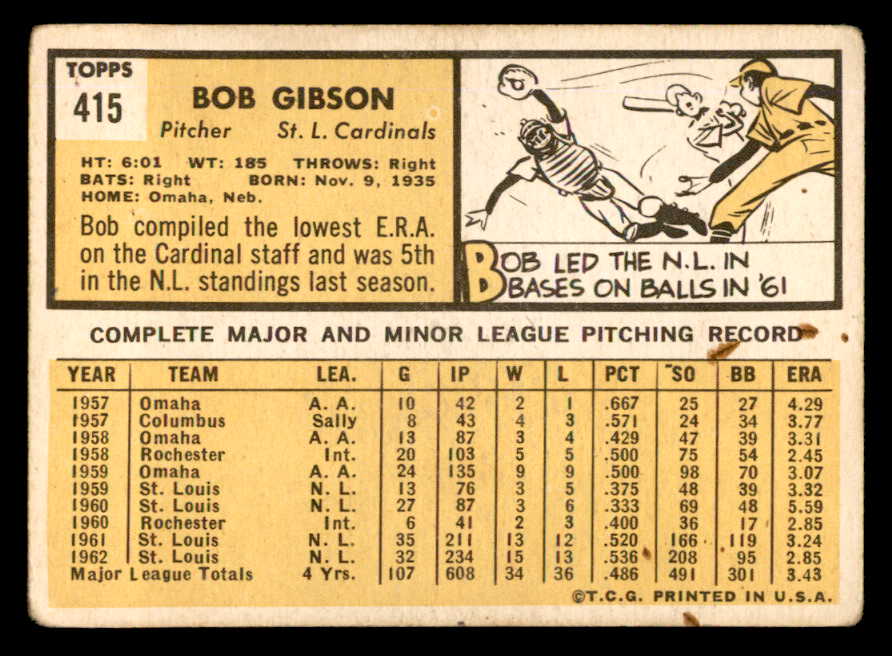 TOPPS
415
BOB GIBSON
Pitcher St. L. Cardinals
HT: 6:01 WT: 185 THROWS: Right
BATS: Right BORN: Nov. 9, 1935
HOME: Omaha, Neb.
Bob compiled the lowest E.R.A.
on the Cardinal staff and was 5th
in the N.L. standings last season.
BOB LED THE N.L. IN
BASES ON BALLS IN '61
COMPLETE MAJOR AND MINOR LEAGUE PITCHING RECORD
YEAR TEAM LEA. G IP W L PCT SO BB ERA
1957 Omaha A. A. 10 42 2 1 .667 25 27 4.29
1957 Columbus Sally 8 43 4 3 .571 24 34 3.77
1958 Omaha A. A. 13 87 3 4 .429 47 39 3.31
1958 Rochester Int. 20 103 5 5 .500 75 54 2.45
1959 Omaha A. A. 24 135 9 9 .500 98 70 3.07
1959 St. Louis N. L. 13 76 3 5 .375 48 39 3.32
1960 St. Louis N. L. 27 87 3 6 .333 69 48 5.59
1960 Rochester Int. 6 41 2 3 .400 36 17 2.85
1961 St. Louis N. L. 35 211 13 12 .520 166 119 3.24
1962 St. Louis N. L. 32 234 15 13 .536 208 95 2.85
Major League Totals 4 Yrs. 107 608 34 36 .486 491 301 3.43
©T.C.G. PRINTED IN U.S.A.